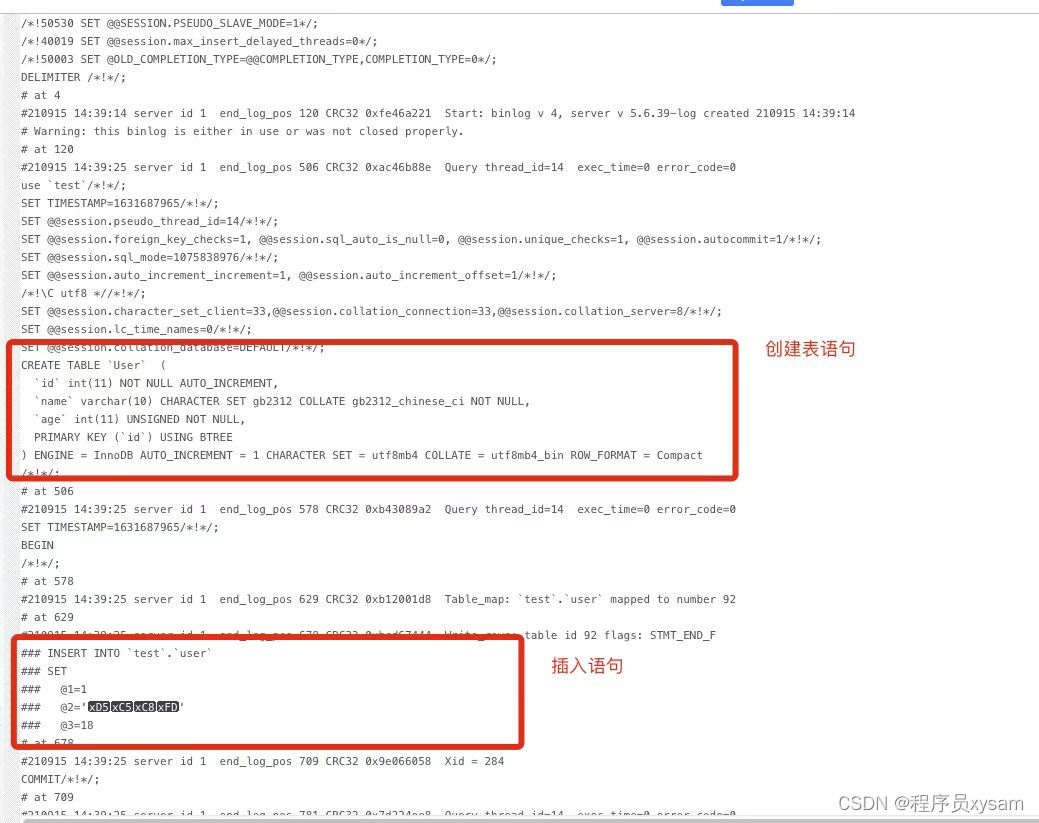 /*!50530 SET @@SESSION.PSEUDO_SLAVE_MODE=1*/;
/*!40019 SET @@session.max_insert_delayed_threads=0*/;
/*!50003 SET @OLD_COMPLETION_TYPE=@@COMPLETION_TYPE,COMPLETION_TYPE=0*/;
DELIMITER /*!*/;
# at 4
#210915 14:39:14 server id 1  end_log_pos 120 CRC32 0xfe46a221  Start: binlog v 4, server v 5.6.39-log created 210915 14:39:14
# Warning: this binlog is either in use or was not closed properly.
# at 120
#210915 14:39:25 server id 1  end_log_pos 506 CRC32 0xac46b88e  Query thread_id=14  exec_time=0 error_code=0
use `test`/*!*/;
SET TIMESTAMP=1631687965/*!*/;
SET @@session.pseudo_thread_id=14/*!*/;
SET @@session.foreign_key_checks=1, @@session.sql_auto_is_null=0, @@session.unique_checks=1, @@session.autocommit=1/*!*/;
SET @@session.sql_mode=1075838976/*!*/;
SET @@session.auto_increment_increment=1, @@session.auto_increment_offset=1/*!*/;
/*!\C utf8 *//*!*/;
SET @@session.character_set_client=33,@@session.collation_connection=33,@@session.collation_server=8/*!*/;
SET @@session.lc_time_names=0/*!*/;
SET @@session.collation_database=DEFAULT/*!*/;
创建表语句
CREATE TABLE `User`  (
  `id` int(11) NOT NULL AUTO_INCREMENT,
  `name` varchar(10) CHARACTER SET gb2312 COLLATE gb2312_chinese_ci NOT NULL,
  `age` int(11) UNSIGNED NOT NULL,
  PRIMARY KEY (`id`) USING BTREE
) ENGINE = InnoDB AUTO_INCREMENT = 1 CHARACTER SET = utf8mb4 COLLATE = utf8mb4_bin ROW_FORMAT = Compact
/*!*/;
# at 506
#210915 14:39:25 server id 1  end_log_pos 578 CRC32 0xb43089a2  Query thread_id=14  exec_time=0 error_code=0
SET TIMESTAMP=1631687965/*!*/;
BEGIN
/*!*/;
# at 578
#210915 14:39:25 server id 1  end_log_pos 629 CRC32 0xb12001d8  Table_map: `test`.`user` mapped to number 92
# at 629
#210915 14:39:25 server id 1  end_log_pos 678 CRC32 table id 92 flags: STMT_END_F
### INSERT INTO `test`.`user`
插入语句
### SET
###   @1=1
###   @2='xD5xC5xC8xFD'
###   @3=18
# at 678
#210915 14:39:25 server id 1  end_log_pos 709 CRC32 0x9e066058  Xid = 284
COMMIT/*!*/;
# at 709
#210915 14:39:25 server id 1  end_log_pos 781 CRC32 Query thread_id=14  exec_time=0 error_code=0
CSDN @程序员xysam